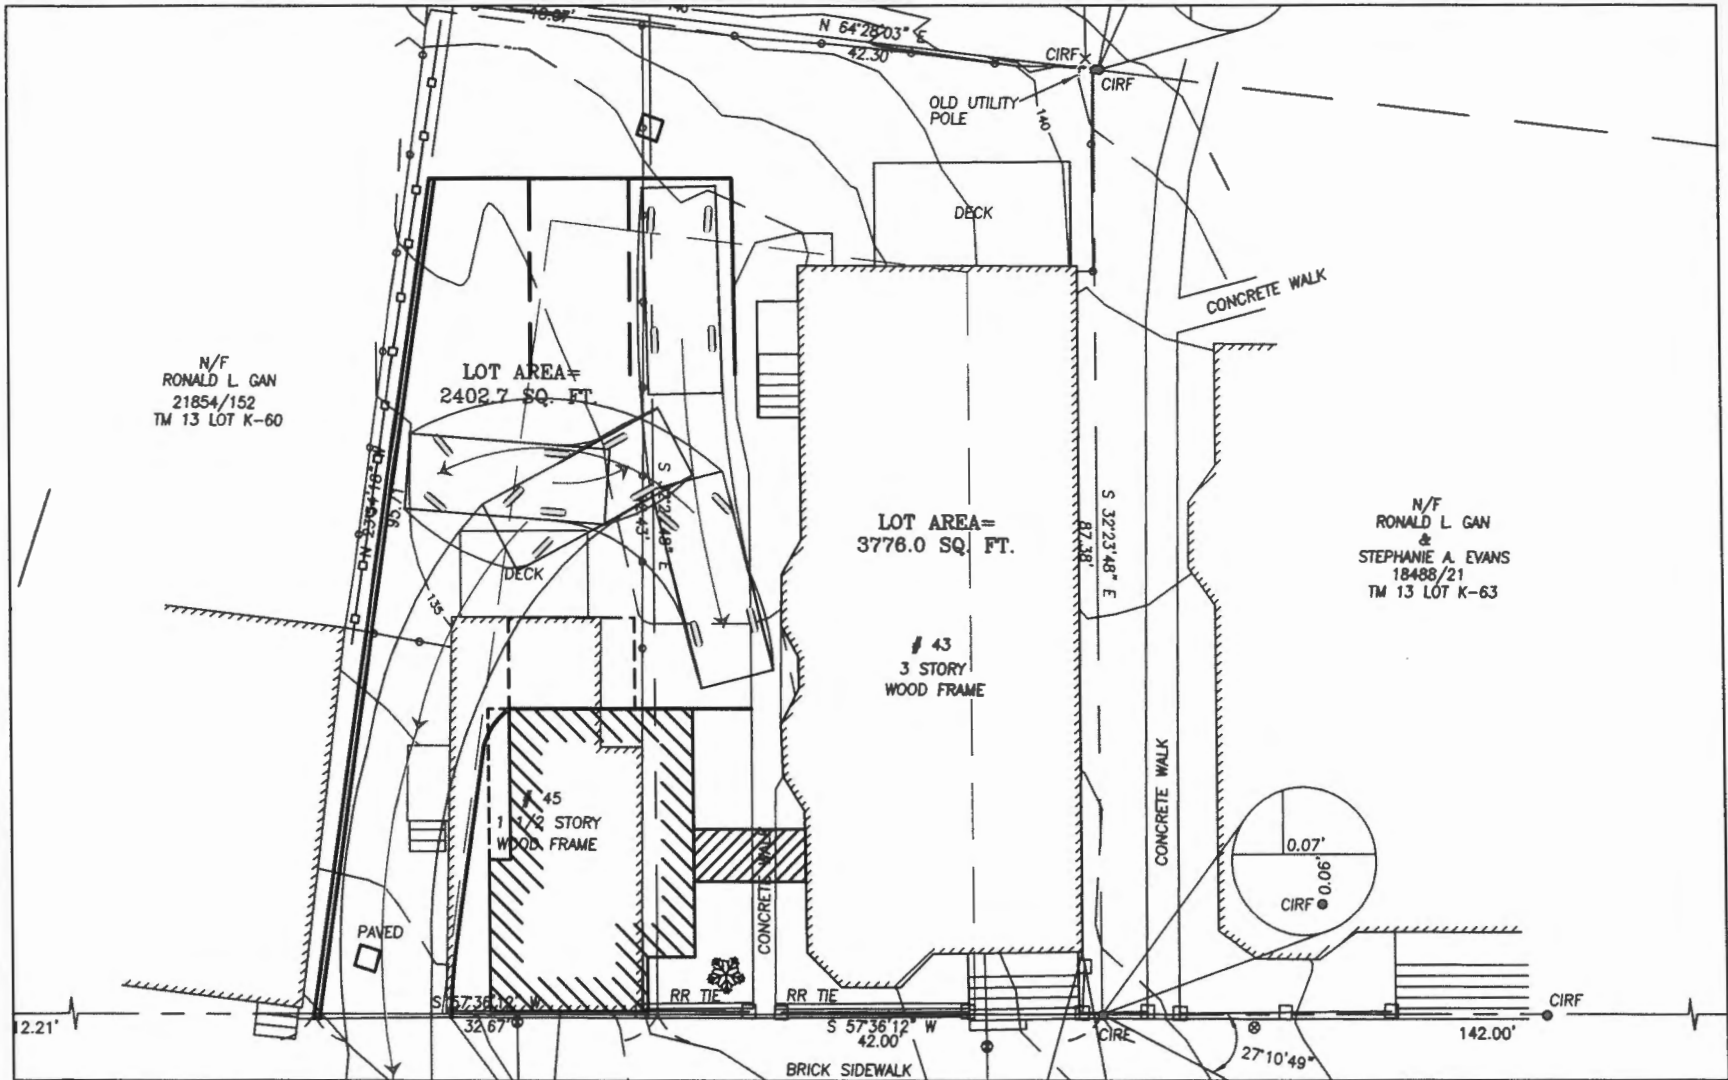 N 64°28'03" E
42.30'
140
CIRF
CIRF
OLD UTILITY
POLE
140
DECK
CONCRETE WALK
N/F
RONALD L. GAN
21854/152
TM 13 LOT K-60
LOT AREA=
2402.7 SQ. FT.
LOT AREA=
3776.0 SQ. FT.
S 32°23'48" E
87.38'
N/F
RONALD L. GAN
&
STEPHANIE A. EVANS
18488/21
TM 13 LOT K-63
DECK
135
# 43
3 STORY
WOOD FRAME
# 45
1 1/2 STORY
WOOD FRAME
CONCRETE WALK
CONCRETE WALK
0.07'
0.06'
CIRF
PAVED
RR TIE
RR TIE
S 57°36'12" W
32.67'
S 57°36'12" W
42.00'
CIRF
CIRF
12.21'
142.00'
27°10'49"
BRICK SIDEWALK